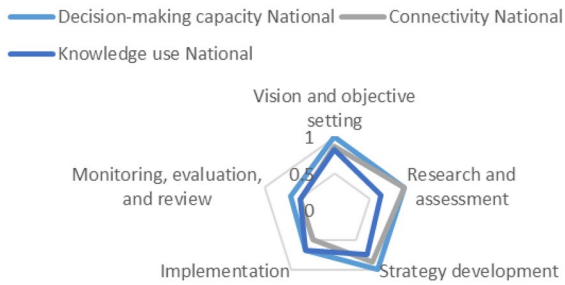 Decision-making capacity National
Connectivity National
Knowledge use National
Vision and objective
setting
1
0.5
0
Research and
assessment
Strategy development
Implementation
Monitoring, evaluation,
and review